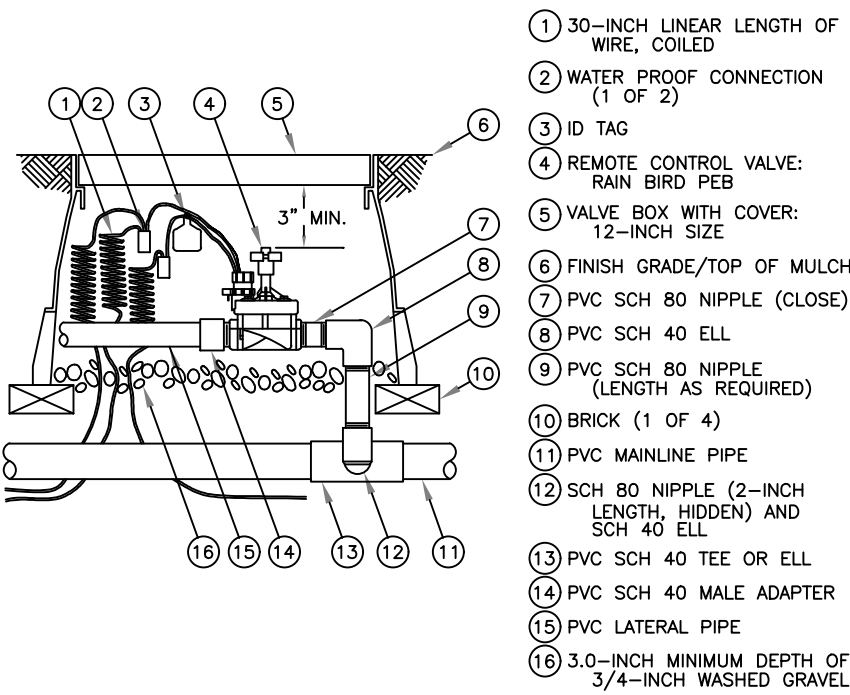 1 2 3 4 5 6
3" MIN.
7
8
9
10
16 15 14 13 12 11
1 30-INCH LINEAR LENGTH OF
WIRE, COILED
2 WATER PROOF CONNECTION
(1 OF 2)
3 ID TAG
4 REMOTE CONTROL VALVE:
RAIN BIRD PEB
5 VALVE BOX WITH COVER:
12-INCH SIZE
6 FINISH GRADE/TOP OF MULCH
7 PVC SCH 80 NIPPLE (CLOSE)
8 PVC SCH 40 ELL
9 PVC SCH 80 NIPPLE
(LENGTH AS REQUIRED)
10 BRICK (1 OF 4)
11 PVC MAINLINE PIPE
12 SCH 80 NIPPLE (2-INCH
LENGTH, HIDDEN) AND
SCH 40 ELL
13 PVC SCH 40 TEE OR ELL
14 PVC SCH 40 MALE ADAPTER
15 PVC LATERAL PIPE
16 3.0-INCH MINIMUM DEPTH OF
3/4-INCH WASHED GRAVEL